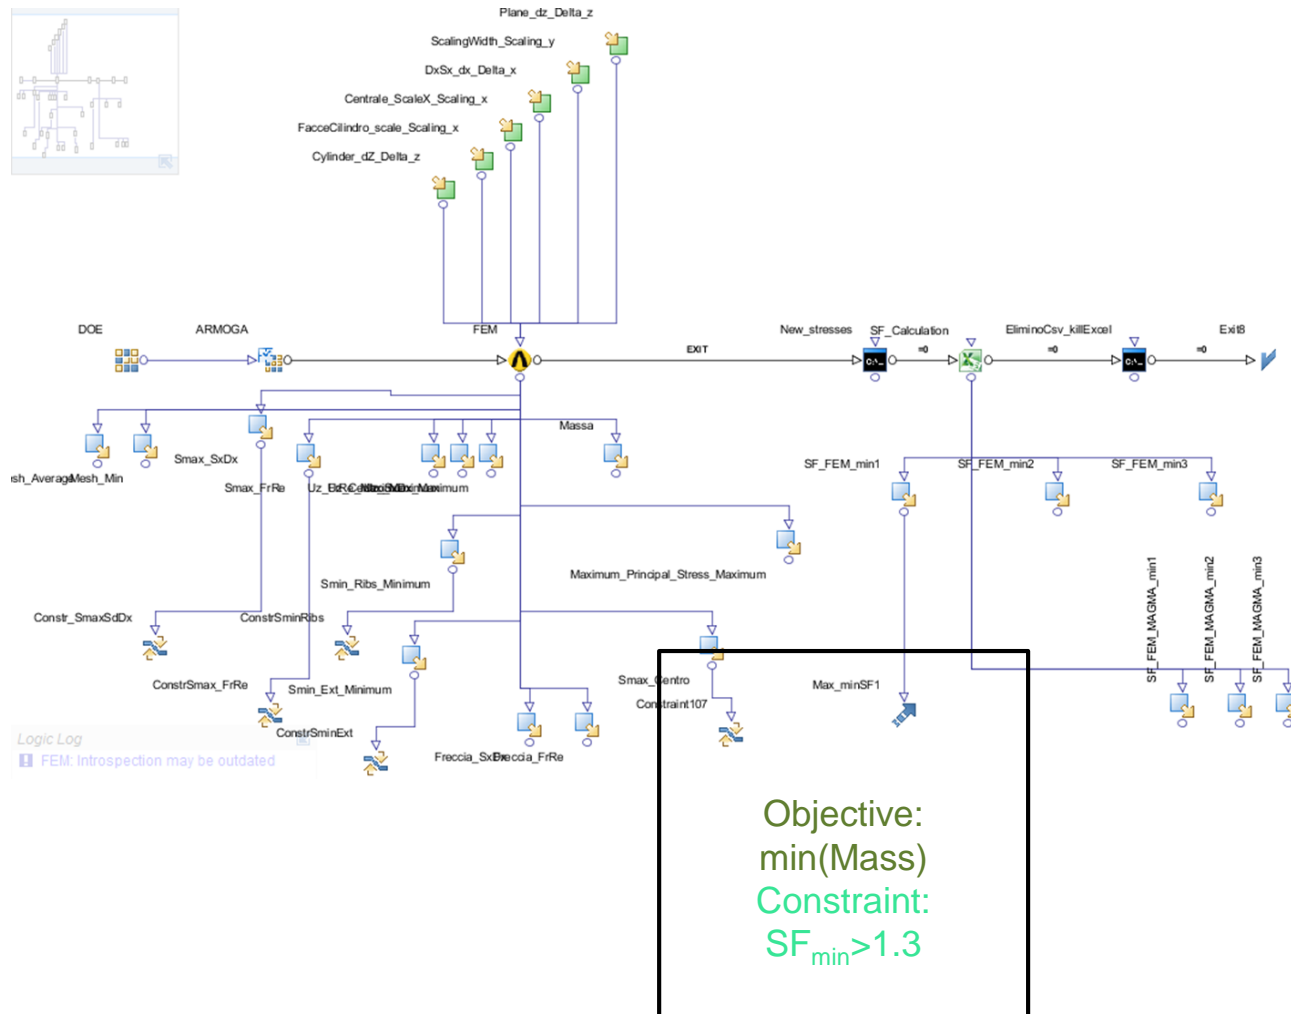 Plane_dz_Delta_z
ScalingWidth_Scaling_y
DxSx_dx_Delta_x
Centrale_ScaleX_Scaling_x
FacceCilindro_scale_Scaling_x
Cylinder_dZ_Delta_z
DOE
ARMOGA
FEM
EXIT
New_stresses
SF_Calculation
=0
EliminoCsv_killExcel
=0
=0
Exit8
C:\_
C:\_
Massa
Smax_SxDx
Mesh_Min
Smax_FrRe
SF_FEM_min1
SF_FEM_min2
SF_FEM_min3
Smin_Ribs_Minimum
Maximum_Principal_Stress_Maximum
Constr_SmaxSdDx
ConstrSminRibs
ConstrSmax_FrRe
Smin_Ext_Minimum
Smax_Centro
Constraint107
Max_minSF1
SF_FEM_MAGMA_min1
SF_FEM_MAGMA_min2
SF_FEM_MAGMA_min3
ConstrSminExt
Freccia_FrRe
Logic Log
FEM: Introspection may be outdated
Objective:
min(Mass)
Constraint:
SFmin>1.3